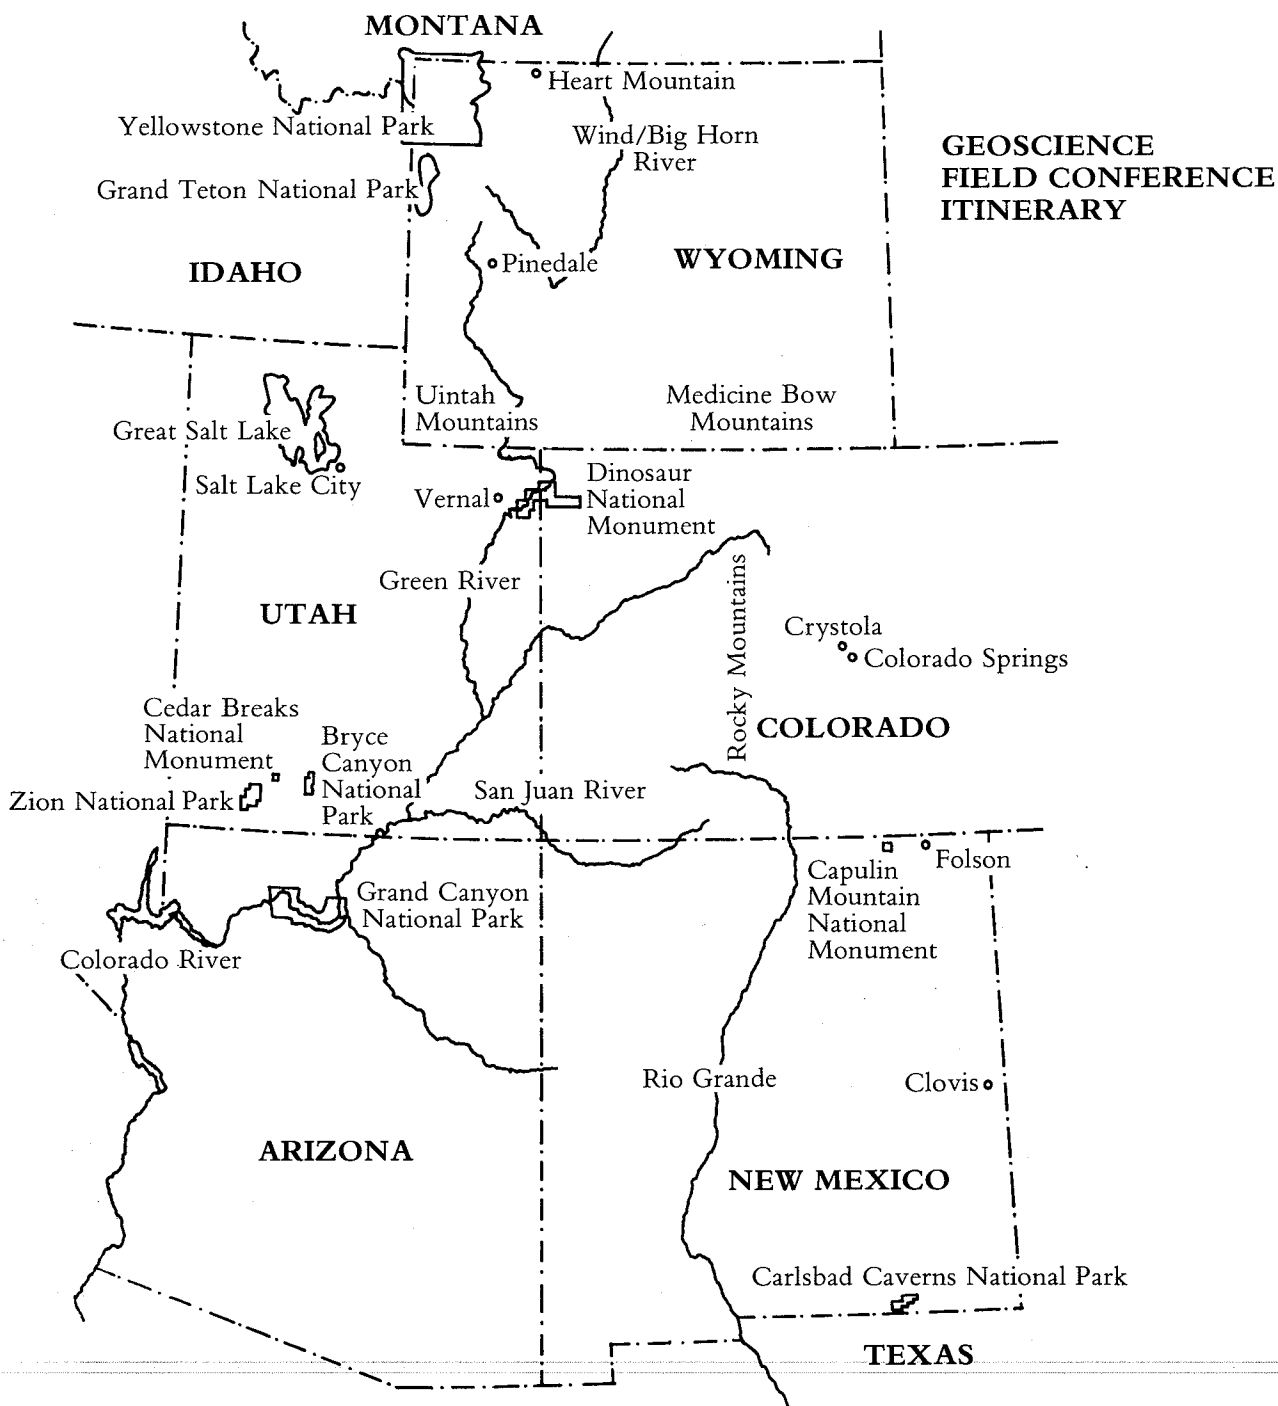 MONTANA
Heart Mountain
Yellowstone National Park
Wind/Big Horn
River
GEOSCIENCE
FIELD CONFERENCE
ITINERARY
Grand Teton National Park
IDAHO
Pinedale
WYOMING
Uintah
Mountains
Medicine Bow
Mountains
Great Salt Lake
Salt Lake City
Vernal
Dinosaur
National
Monument
Green River
UTAH
Rocky Mountains
Crystola
Colorado Springs
COLORADO
Cedar Breaks
National
Monument
Bryce
Canyon
National
Park
Zion National Park
San Juan River
Folson
Capulin
Mountain
National
Monument
Grand Canyon
National Park
Colorado River
Rio Grande
Clovis
ARIZONA
NEW MEXICO
Carlsbad Caverns National Park
TEXAS